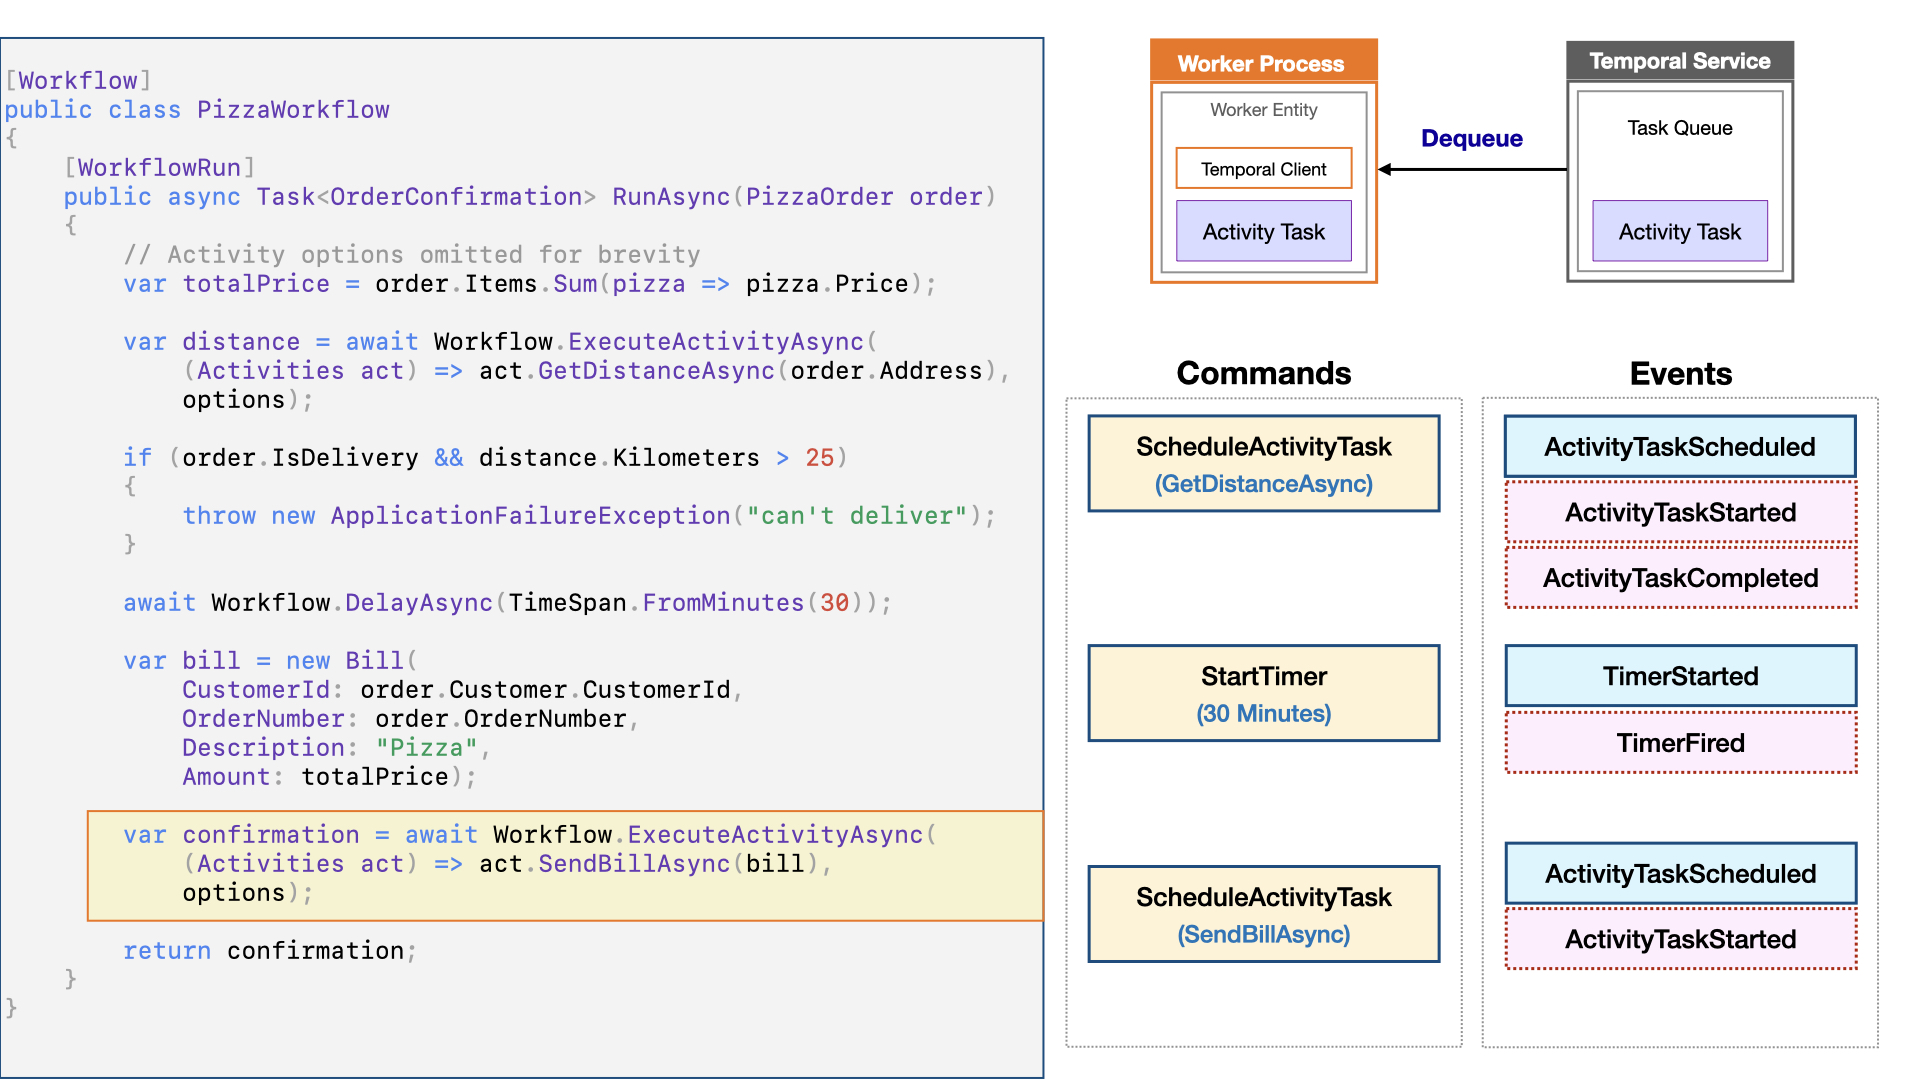 [Workflow]
public class PizzaWorkflow
{
    [WorkflowRun]
    public async Task<OrderConfirmation> RunAsync(PizzaOrder order)
    {
        // Activity options omitted for brevity
        var totalPrice = order.Items.Sum(pizza => pizza.Price);

        var distance = await Workflow.ExecuteActivityAsync(
            (Activities act) => act.GetDistanceAsync(order.Address),
            options);

        if (order.IsDelivery && distance.Kilometers > 25)
        {
            throw new ApplicationFailureException("can't deliver");
        }

        await Workflow.DelayAsync(TimeSpan.FromMinutes(30));

        var bill = new Bill(
            CustomerId: order.Customer.CustomerId,
            OrderNumber: order.OrderNumber,
            Description: "Pizza",
            Amount: totalPrice);

        var confirmation = await Workflow.ExecuteActivityAsync(
            (Activities act) => act.SendBillAsync(bill),
            options);

        return confirmation;
    }
}
Worker Process
Worker Entity
Temporal Client
Activity Task
Dequeue
Temporal Service
Task Queue
Activity Task
Commands
ScheduleActivityTask
(GetDistanceAsync)
StartTimer
(30 Minutes)
ScheduleActivityTask
(SendBillAsync)
Events
ActivityTaskScheduled
ActivityTaskStarted
ActivityTaskCompleted
TimerStarted
TimerFired
ActivityTaskScheduled
ActivityTaskStarted